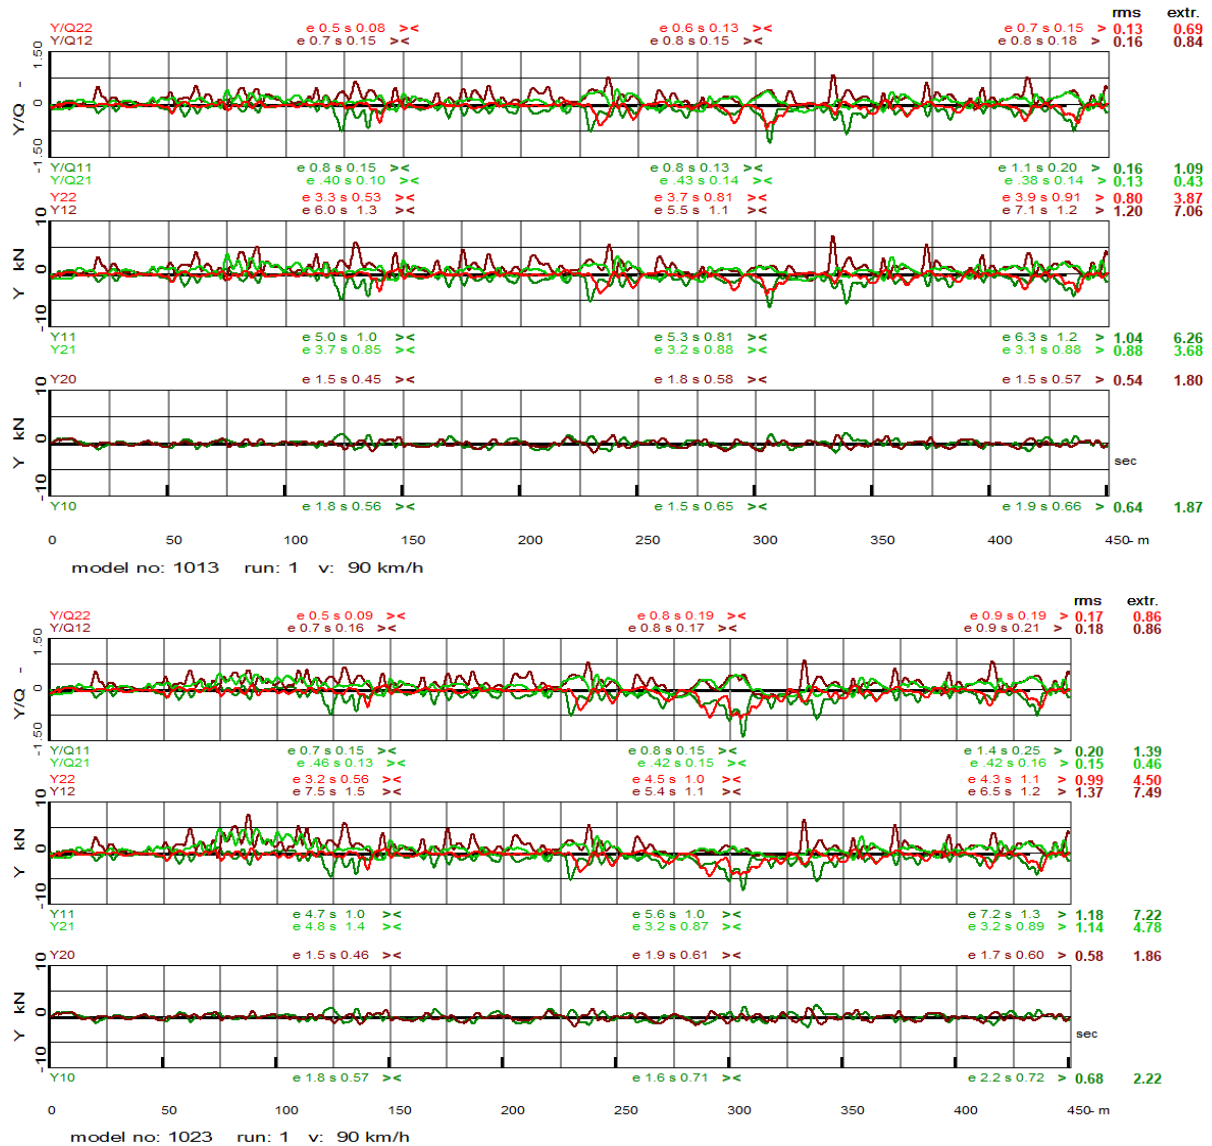 rms extr.
Y/Q22 e 0.5 s 0.08 >< e 0.6 s 0.13 >< e 0.7 s 0.15 > 0.13 0.69
Y/Q12 e 0.7 s 0.15 >< e 0.8 s 0.15 >< e 0.8 s 0.18 > 0.16 0.84
1.50
0
-1.50
Y/Q -
Y/Q11 e 0.8 s 0.15 >< e 0.8 s 0.13 >< e 1.1 s 0.20 > 0.16 1.09
Y/Q21 e .40 s 0.10 >< e .43 s 0.14 >< e .38 s 0.14 > 0.13 0.43
Y22 e 3.3 s 0.53 >< e 3.7 s 0.81 >< e 3.9 s 0.91 > 0.80 3.87
Y12 e 6.0 s 1.3 >< e 5.5 s 1.1 >< e 7.1 s 1.2 > 1.20 7.06
10
0
-10
Y kN
Y11 e 5.0 s 1.0 >< e 5.3 s 0.81 >< e 6.3 s 1.2 > 1.04 6.26
Y21 e 3.7 s 0.85 >< e 3.2 s 0.88 >< e 3.1 s 0.88 > 0.88 3.68
Y20 e 1.5 s 0.45 >< e 1.8 s 0.58 >< e 1.5 s 0.57 > 0.54 1.80
10
0
-10
Y kN
sec
Y10 e 1.8 s 0.56 >< e 1.5 s 0.65 >< e 1.9 s 0.66 > 0.64 1.87
0 50 100 150 200 250 300 350 400 450- m
model no: 1013 run: 1 v: 90 km/h
rms extr.
Y/Q22 e 0.5 s 0.09 >< e 0.8 s 0.19 >< e 0.9 s 0.19 > 0.17 0.86
Y/Q12 e 0.7 s 0.16 >< e 0.8 s 0.17 >< e 0.9 s 0.21 > 0.18 0.86
1.50
0
-1.50
Y/Q -
Y/Q11 e 0.7 s 0.15 >< e 0.8 s 0.15 >< e 1.4 s 0.25 > 0.20 1.39
Y/Q21 e .46 s 0.13 >< e .42 s 0.15 >< e .42 s 0.16 > 0.15 0.46
Y22 e 3.2 s 0.56 >< e 4.5 s 1.0 >< e 4.3 s 1.1 > 0.99 4.50
Y12 e 7.5 s 1.5 >< e 5.4 s 1.1 >< e 6.5 s 1.2 > 1.37 7.49
10
0
-10
Y kN
Y11 e 4.7 s 1.0 >< e 5.6 s 1.0 >< e 7.2 s 1.3 > 1.18 7.22
Y21 e 4.8 s 1.4 >< e 3.2 s 0.87 >< e 3.2 s 0.89 > 1.14 4.78
Y20 e 1.5 s 0.46 >< e 1.9 s 0.61 >< e 1.7 s 0.60 > 0.58 1.86
10
0
-10
Y kN
sec
Y10 e 1.8 s 0.57 >< e 1.6 s 0.71 >< e 2.2 s 0.72 > 0.68 2.22
0 50 100 150 200 250 300 350 400 450- m
model no: 1023 run: 1 v: 90 km/h